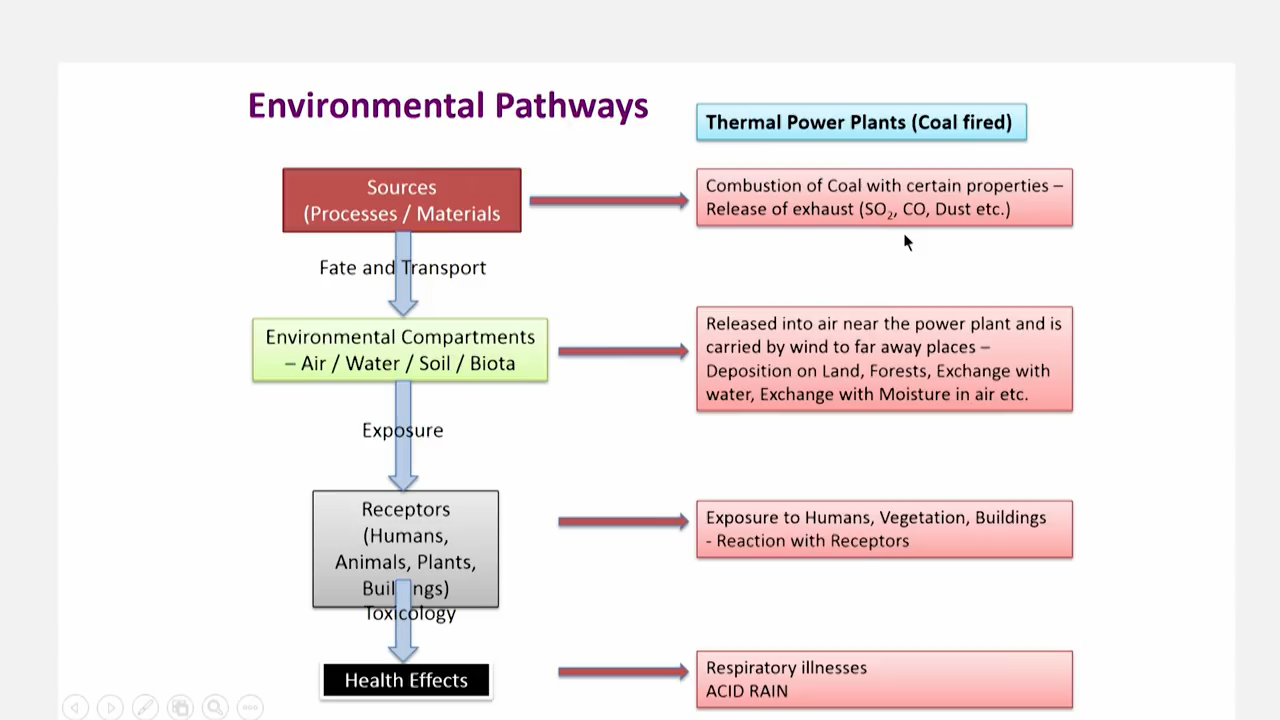 Environmental Pathways
Thermal Power Plants (Coal fired)
Sources
(Processes / Materials
Combustion of Coal with certain properties –
Release of exhaust (SO₂, CO, Dust etc.)
Fate and Transport
Environmental Compartments
– Air / Water / Soil / Biota
Released into air near the power plant and is
carried by wind to far away places –
Deposition on Land, Forests, Exchange with
water, Exchange with Moisture in air etc.
Exposure
Receptors
(Humans,
Animals, Plants,
Buildings)
Exposure to Humans, Vegetation, Buildings
- Reaction with Receptors
Toxicology
Health Effects
Respiratory illnesses
ACID RAIN